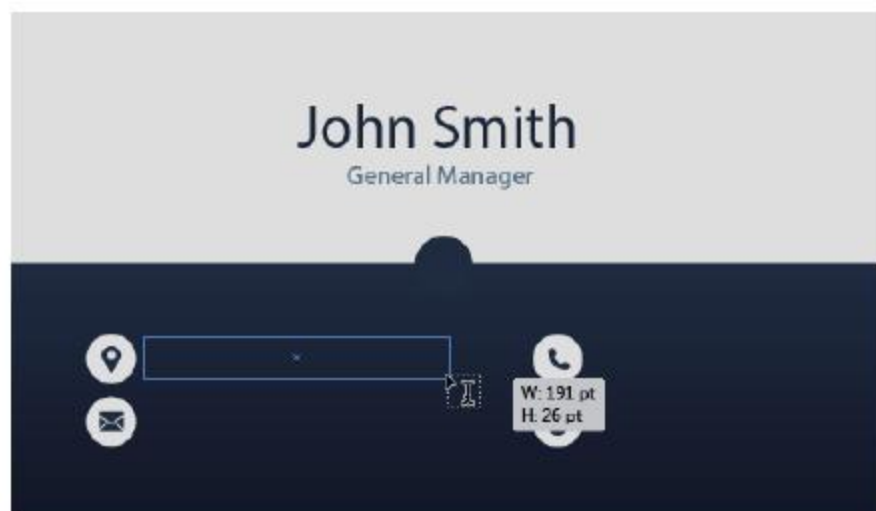 John Smith
General Manager
W: 191 pt
H: 26 pt